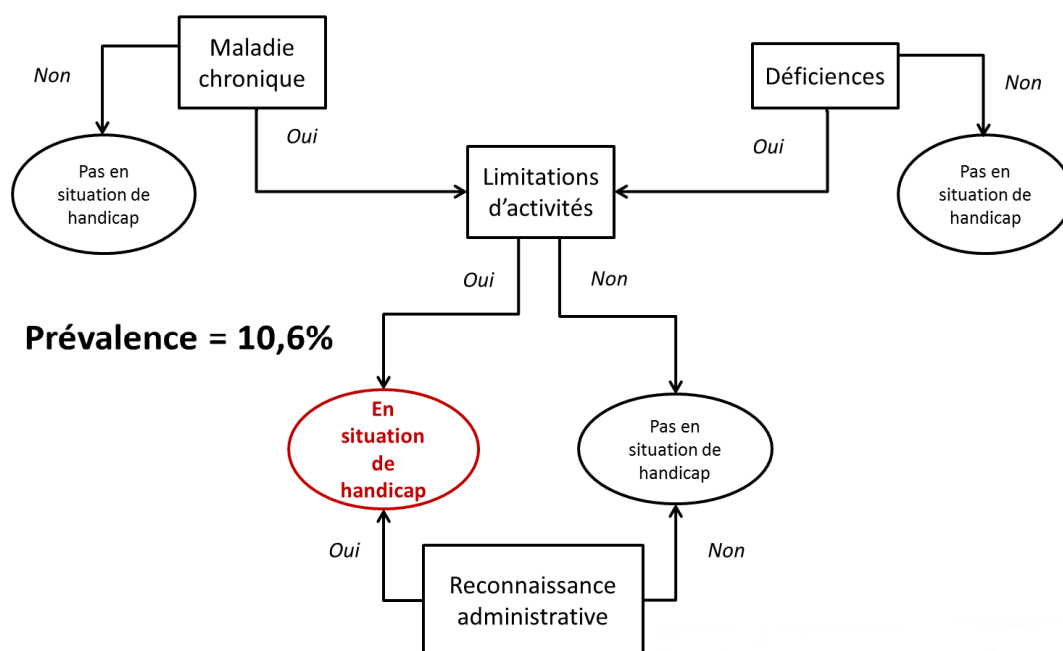 Maladie
chronique
Non
Oui
Pas en
situation de
handicap
Déficiences
Non
Oui
Pas en
situation de
handicap
Limitations
d'activités
Oui
Non
Prévalence = 10,6%
En
situation
de
handicap
Pas en
situation de
handicap
Oui
Non
Reconnaissance
administrative